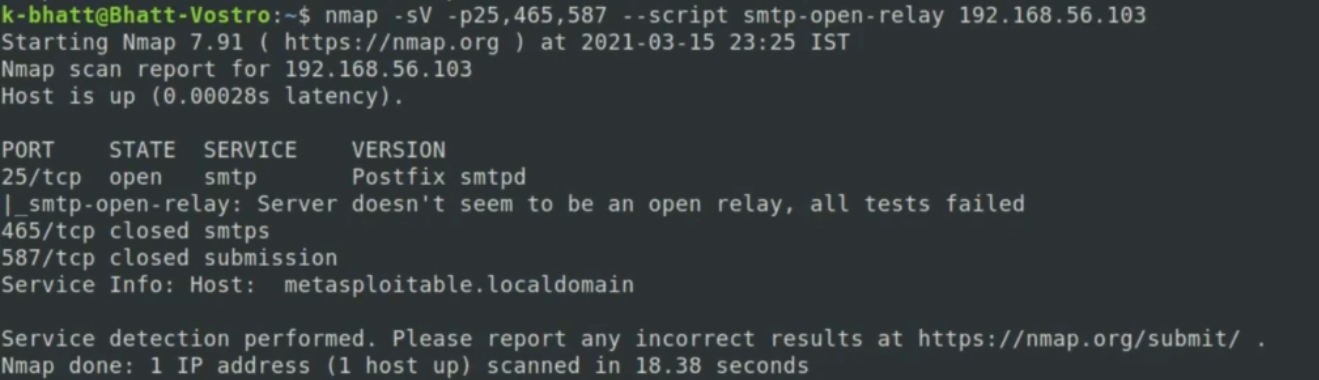 k-bhatt@Bhatt-Vostro:~$ nmap -sV -p25,465,587 --script smtp-open-relay 192.168.56.103
Starting Nmap 7.91 ( https://nmap.org ) at 2021-03-15 23:25 IST
Nmap scan report for 192.168.56.103
Host is up (0.00028s latency).
PORT    STATE  SERVICE    VERSION
25/tcp  open   smtp       Postfix smtpd
|_smtp-open-relay: Server doesn't seem to be an open relay, all tests failed
465/tcp closed smtps
587/tcp closed submission
Service Info: Host:  metasploitable.localdomain
Service detection performed. Please report any incorrect results at https://nmap.org/submit/ .
Nmap done: 1 IP address (1 host up) scanned in 18.38 seconds